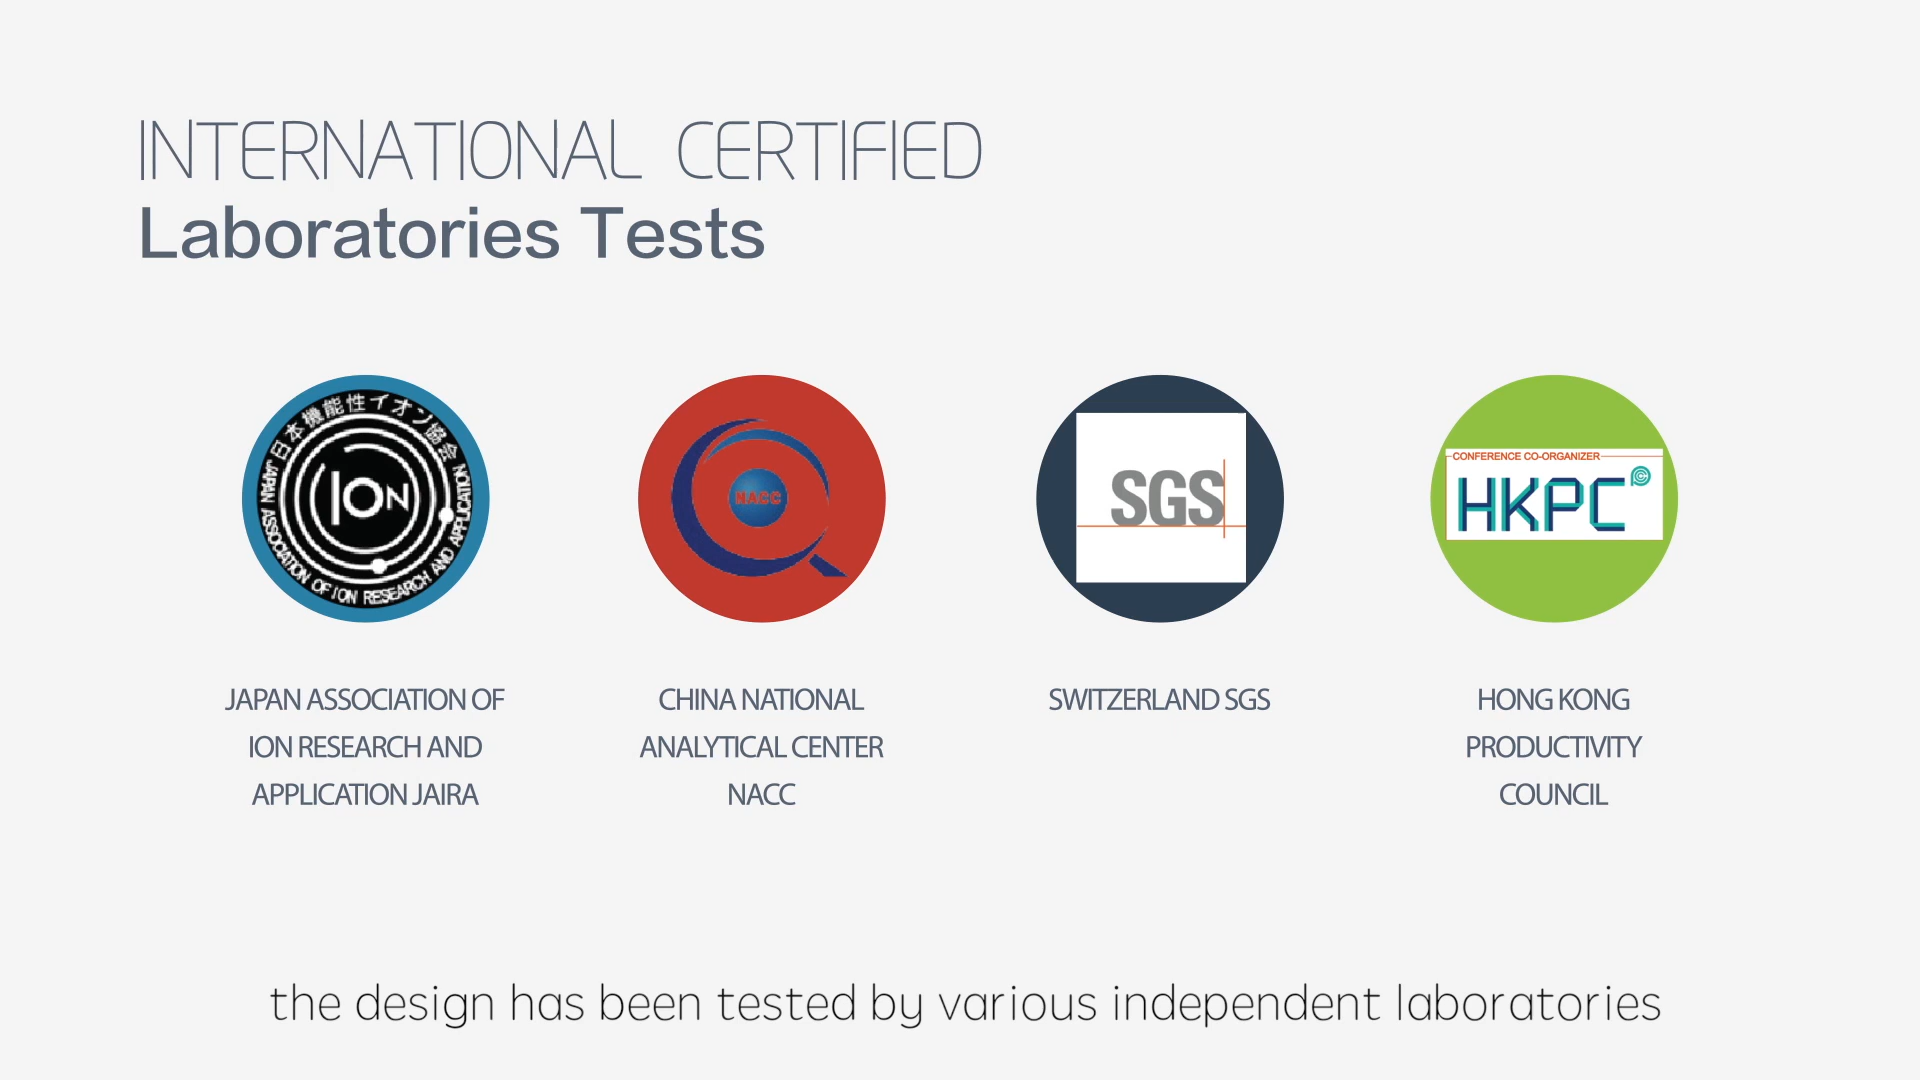 INTERNATIONAL CERTIFIED
Laboratories Tests
日本機能性イオン協会
ION
JAPAN ASSOCIATION OF ION RESEARCH AND APPLICATION
NACC
SGS
CONFERENCE CO-ORGANIZER
HKPC
JAPAN ASSOCIATION OF
ION RESEARCH AND
APPLICATION JAIRA
CHINA NATIONAL
ANALYTICAL CENTER
NACC
SWITZERLAND SGS
HONG KONG
PRODUCTIVITY
COUNCIL
the design has been tested by various independent laboratories